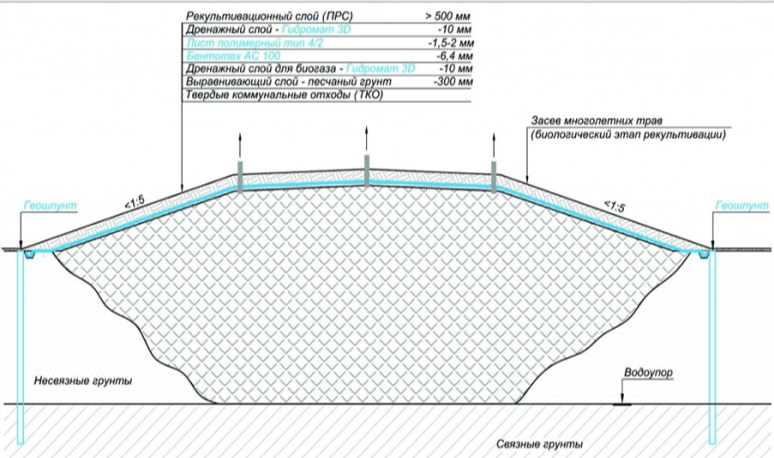 Рекультивационный слой (ПРС) > 500 мм
Дренажный слой - Гидромат 3D -10 мм
Лист полимерный тип 4/2 -1,5-2 мм
Бентотех АС 100 -6,4 мм
Дренажный слой для биогаза - Гидромат 3D -10 мм
Выравнивающий слой - песчаный грунт -300 мм
Твердые коммунальные отходы (ТКО)
Засев многолетних трав
(биологический этап рекультивации)
Геошпунт
<1:5
<1:5
Геошпунт
Несвязные грунты
Водоупор
Связные грунты